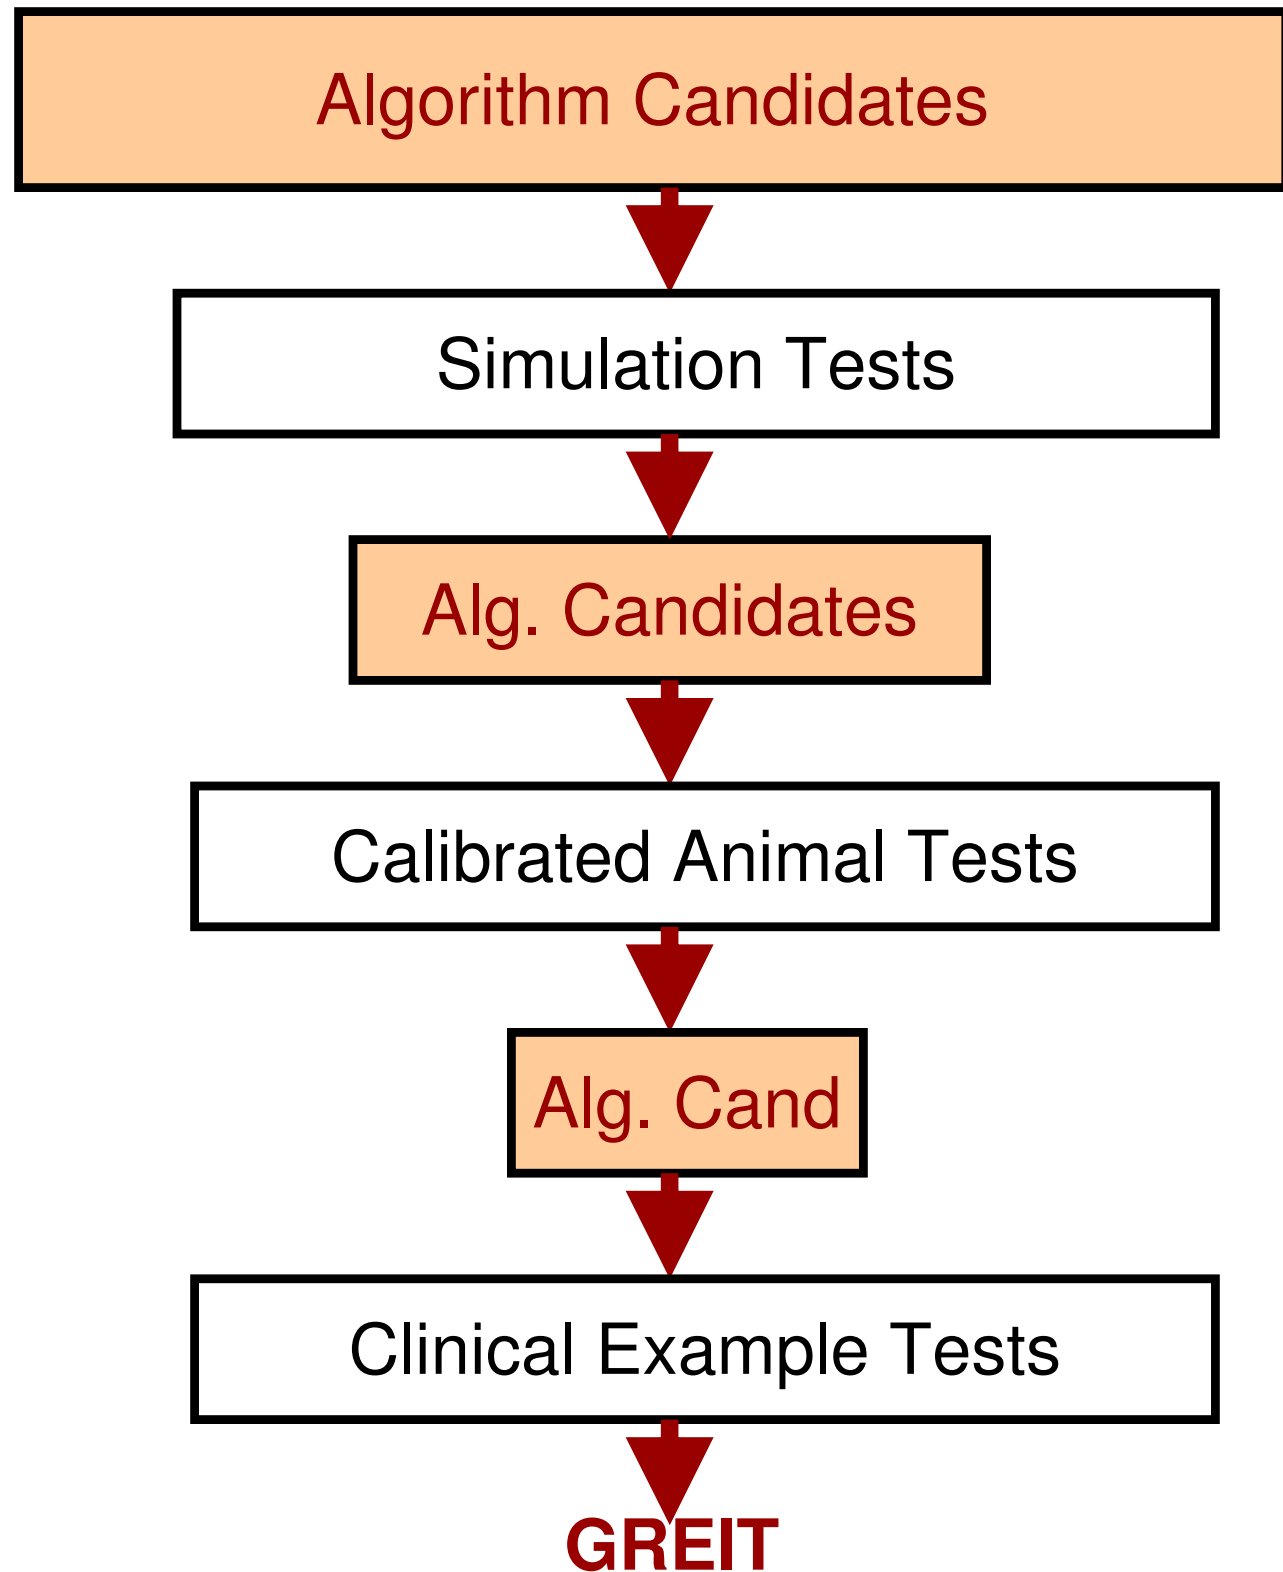 Algorithm Candidates
Simulation Tests
Alg. Candidates
Calibrated Animal Tests
Alg. Cand
Clinical Example Tests
GREIT